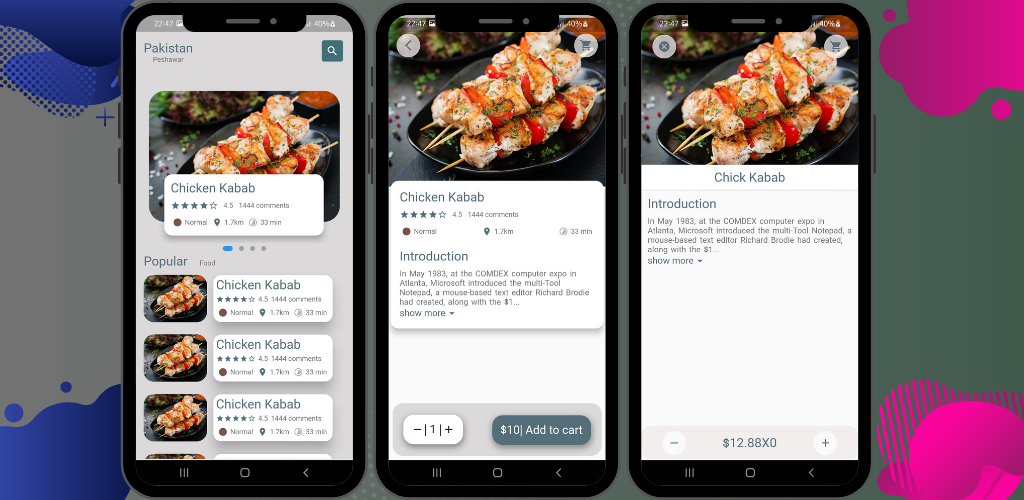 22:47 40%
Pakistan
Peshawar
Chicken Kabab
4.5 1444 comments
Normal 1.7km 33 min
Popular Food
Chicken Kabab
4.5 1444 comments
Normal 1.7km 33 min
Chicken Kabab
4.5 1444 comments
Normal 1.7km 33 min
Chicken Kabab
4.5 1444 comments
Normal 1.7km 33 min
22:47 40%
Chicken Kabab
4.5 1444 comments
Normal 1.7km 33 min
Introduction
In May 1983, at the COMDEX computer expo in
Atlanta, Microsoft introduced the multi-Tool
Notepad, a mouse-based text editor Richard Brodie
had created, along with the $1...
show more
−|1|+
$10| Add to cart
22:47 40%
Chick Kabab
Introduction
In May 1983, at the COMDEX computer expo in
Atlanta, Microsoft introduced the multi-Tool Notepad, a
mouse-based text editor Richard Brodie had created,
along with the $1...
show more
− $12.88X0 +